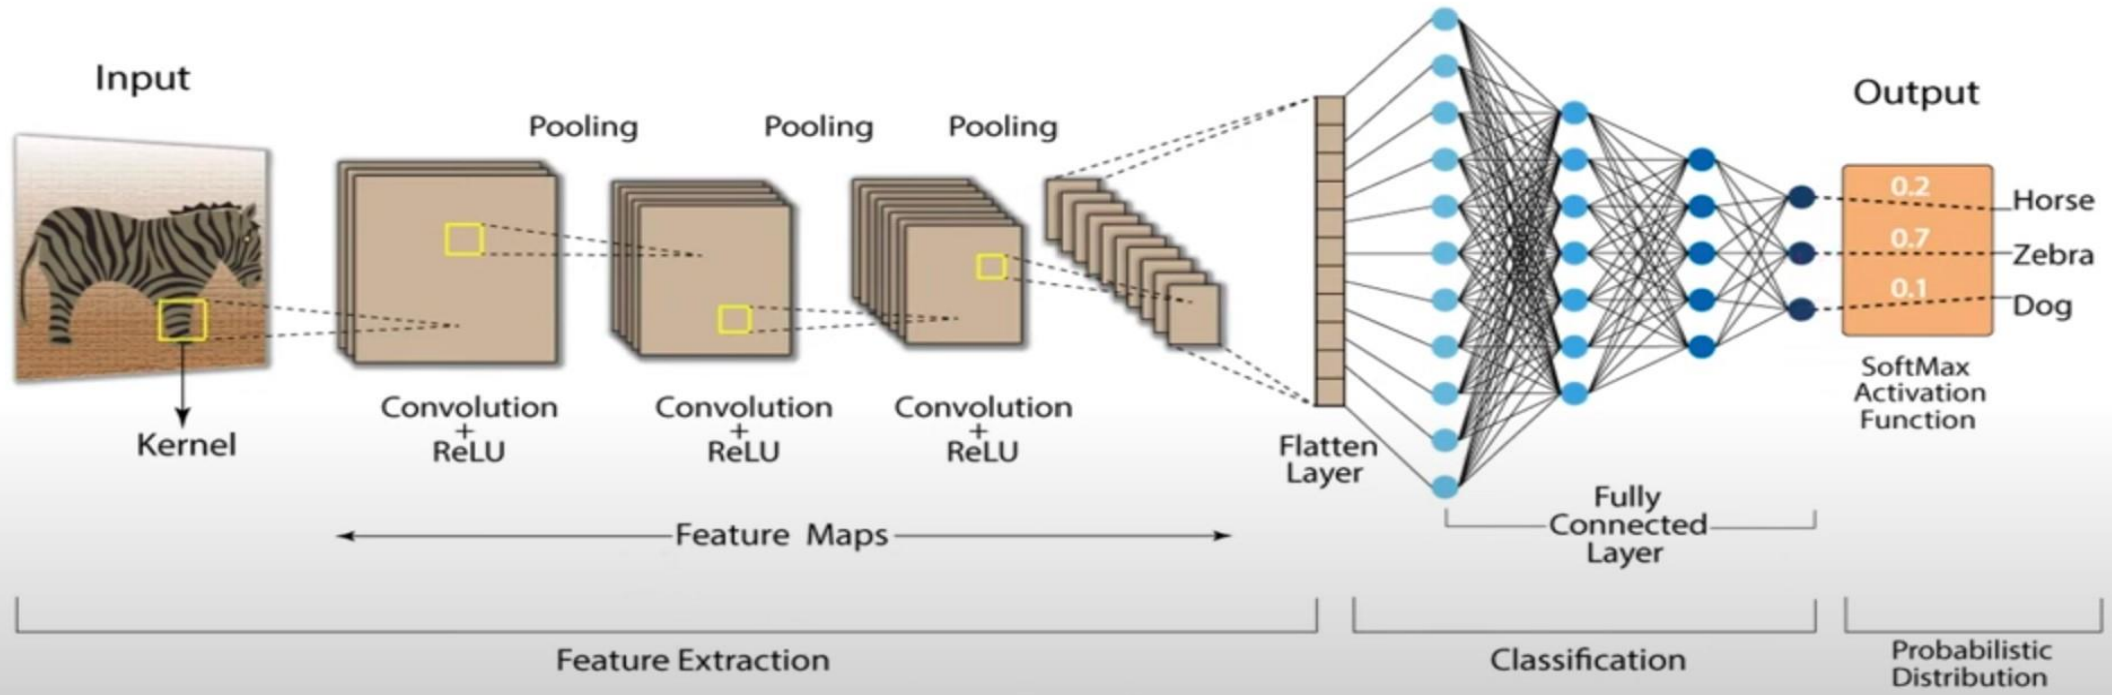 Input
Kernel
Pooling
Pooling
Pooling
Convolution
+
ReLU
Convolution
+
ReLU
Convolution
+
ReLU
Feature Maps
Flatten
Layer
Fully
Connected
Layer
Output
0.2
Horse
0.7
Zebra
0.1
Dog
SoftMax
Activation
Function
Feature Extraction
Classification
Probabilistic
Distribution